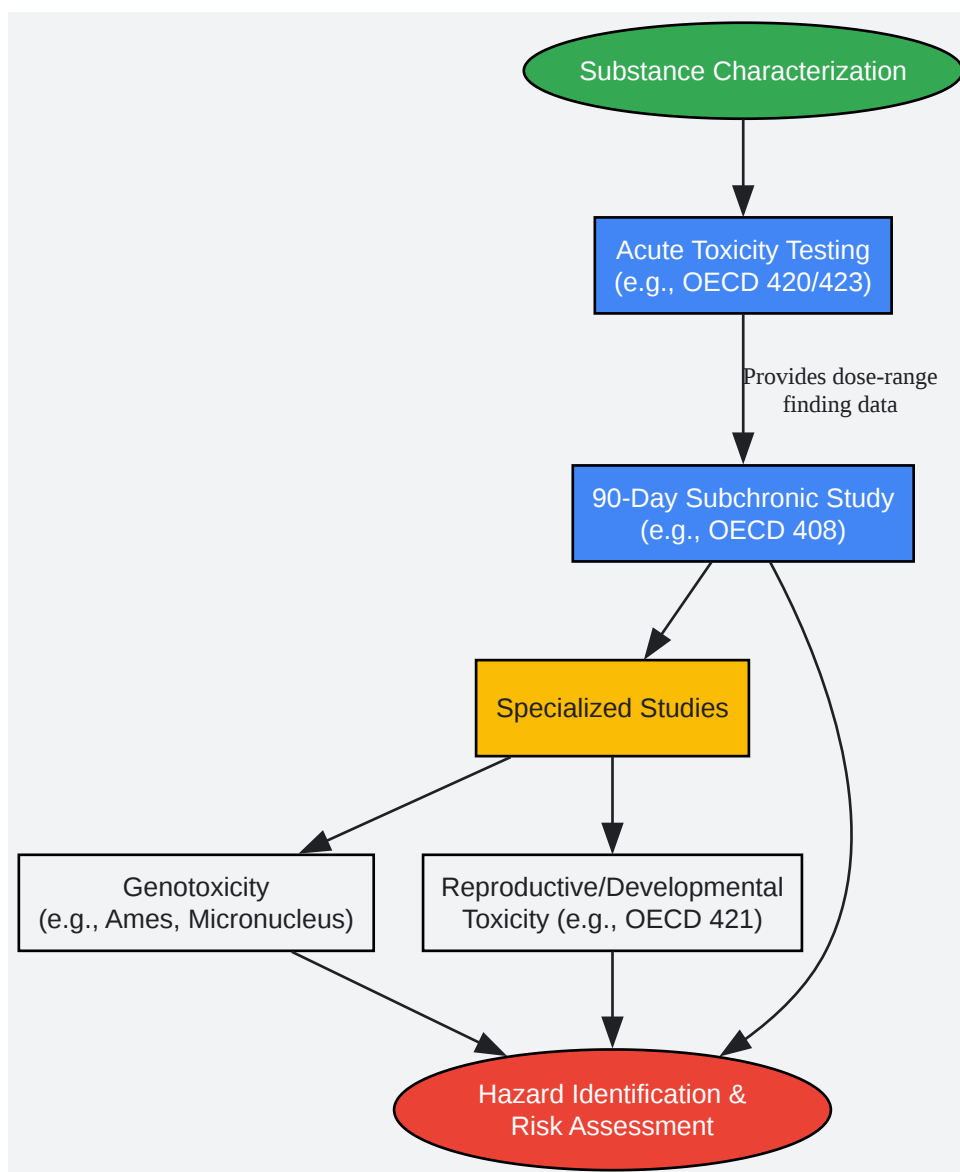 Substance Characterization
Acute Toxicity Testing
(e.g., OECD 420/423)
Provides dose-range
finding data
90-Day Subchronic Study
(e.g., OECD 408)
Specialized Studies
Genotoxicity
(e.g., Ames, Micronucleus)
Reproductive/Developmental
Toxicity (e.g., OECD 421)
Hazard Identification &
Risk Assessment